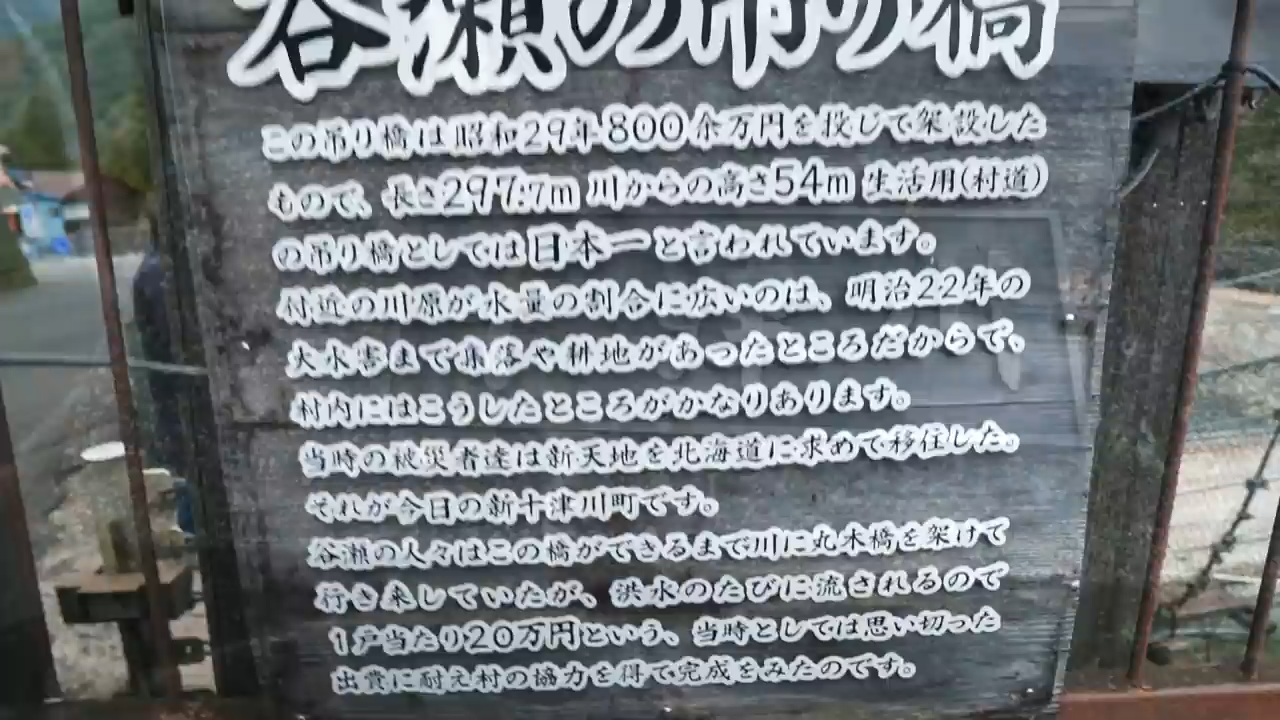 谷瀬の吊り橋
この吊り橋は昭和29年800余万円を投じて架設した
もので、長さ297.7m 川からの高さ54m 生活用(村道)
の吊り橋としては日本一と言われています。
付近の川原が水量の割合に広いのは、明治22年の
大水害まで集落や耕地があったところだからで、
村内にはこうしたところがかなりあります。
当時の被災者達は新天地を北海道に求めて移住した。
それが今日の新十津川町です。
谷瀬の人々はこの橋ができるまで川に丸木橋を架けて
行き来していたが、洪水のたびに流されるので
1戸当たり20万円という、当時としては思い切った
出費に耐え村の協力を得て完成をみたのです。